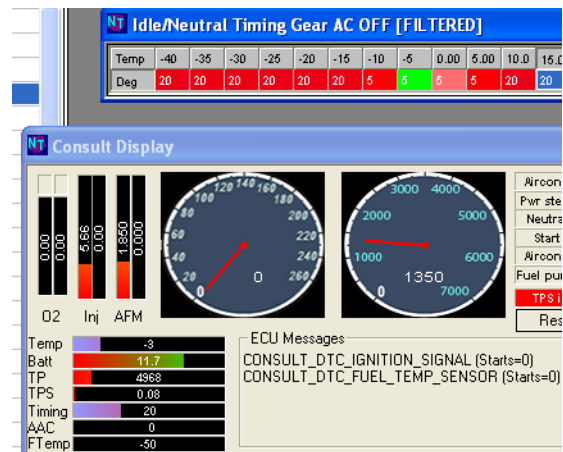 NT Idle/Neutral Timing Gear AC OFF [FILTERED]
Temp -40 -35 -30 -25 -20 -15 -10 -5 0.00 5.00 10.0 15.0
Deg 20 20 20 20 20 20 5 5 5 5 20 20
NT Consult Display
0.00 0.00 5.66 0.00 1.850 0.000
O2 Inj AFM
0 20 40 60 80 100 120 140 160 180 200 220 240 260
0
0 1000 2000 3000 4000 5000 6000 7000
1350
Aircon
Pwr ste
Neutra
Start
Aircon
Fuel pur
TPS i
Res
Temp -3
Batt 11.7
TP 4968
TPS 0.08
Timing 20
AAC 0
FTemp -50
ECU Messages
CONSULT_DTC_IGNITION_SIGNAL (Starts=0)
CONSULT_DTC_FUEL_TEMP_SENSOR (Starts=0)